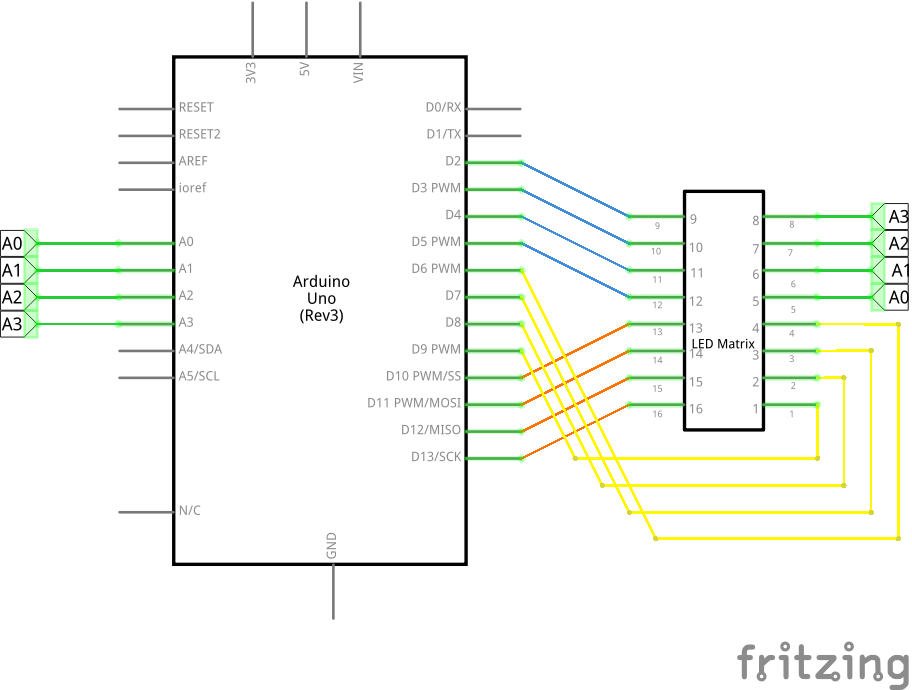 3V3
5V
VIN
RESET
RESET2
AREF
ioref
A0
A1
A2
A3
A0
A1
A2
A3
A4/SDA
A5/SCL
N/C
GND
Arduino
Uno
(Rev3)
D0/RX
D1/TX
D2
D3 PWM
D4
D5 PWM
D6 PWM
D7
D8
D9 PWM
D10 PWM/SS
D11 PWM/MOSI
D12/MISO
D13/SCK
9
10
11
12
13
14
15
16
9
10
11
12
13
14
15
16
LED Matrix
8
7
6
5
4
3
2
1
8
7
6
5
4
3
2
1
A3
A2
A1
A0
fritzing